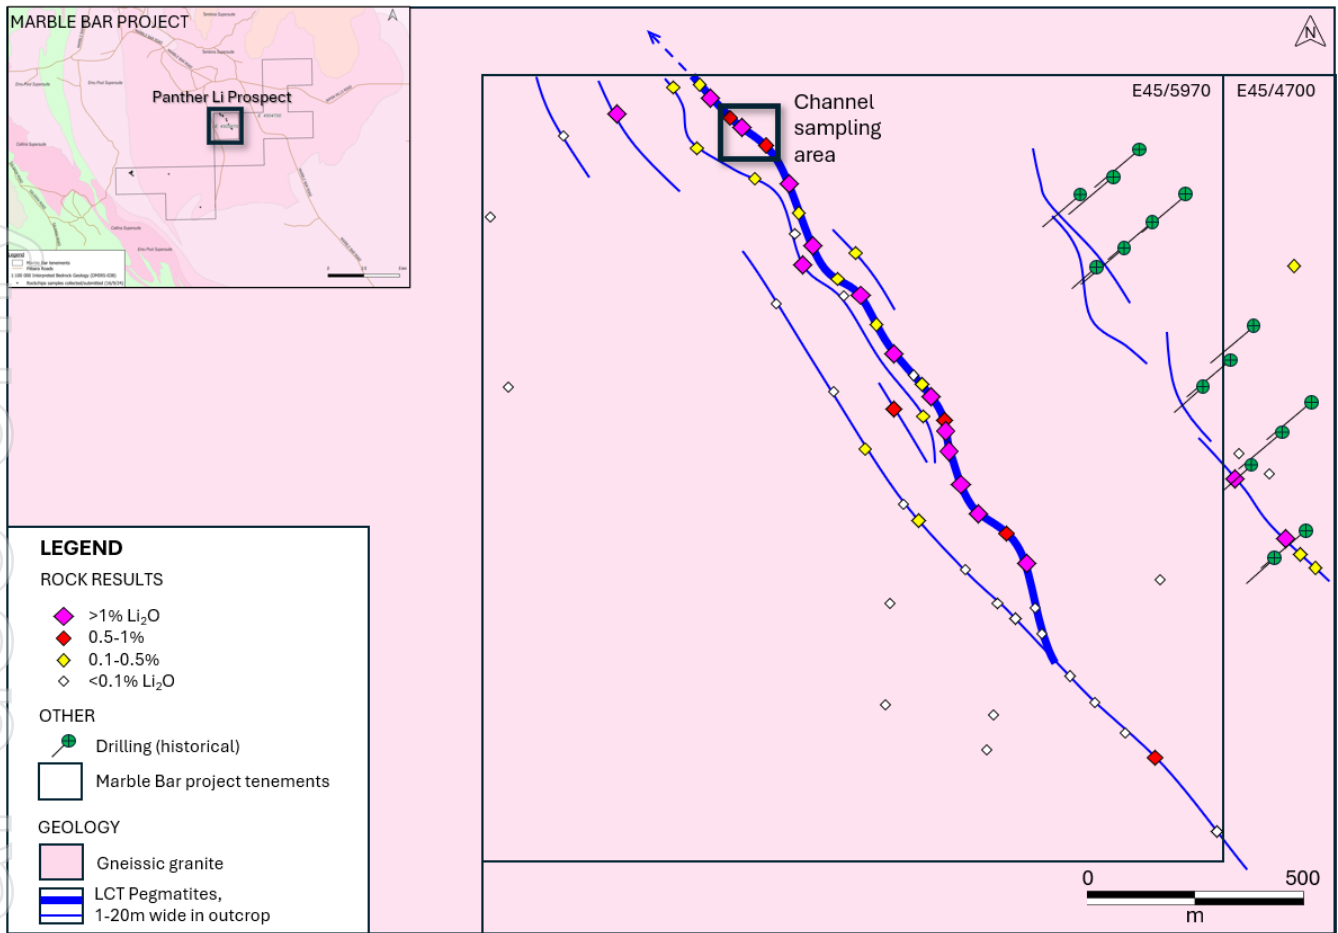 MARBLE BAR PROJECT
Panther Li Prospect
N
E45/5970
E45/4700
Channel
sampling
area
LEGEND
ROCK RESULTS
>1% Li₂O
0.5-1%
0.1-0.5%
<0.1% Li₂O
OTHER
Drilling (historical)
Marble Bar project tenements
GEOLOGY
Gneissic granite
LCT Pegmatites,
1-20m wide in outcrop
0 500
m